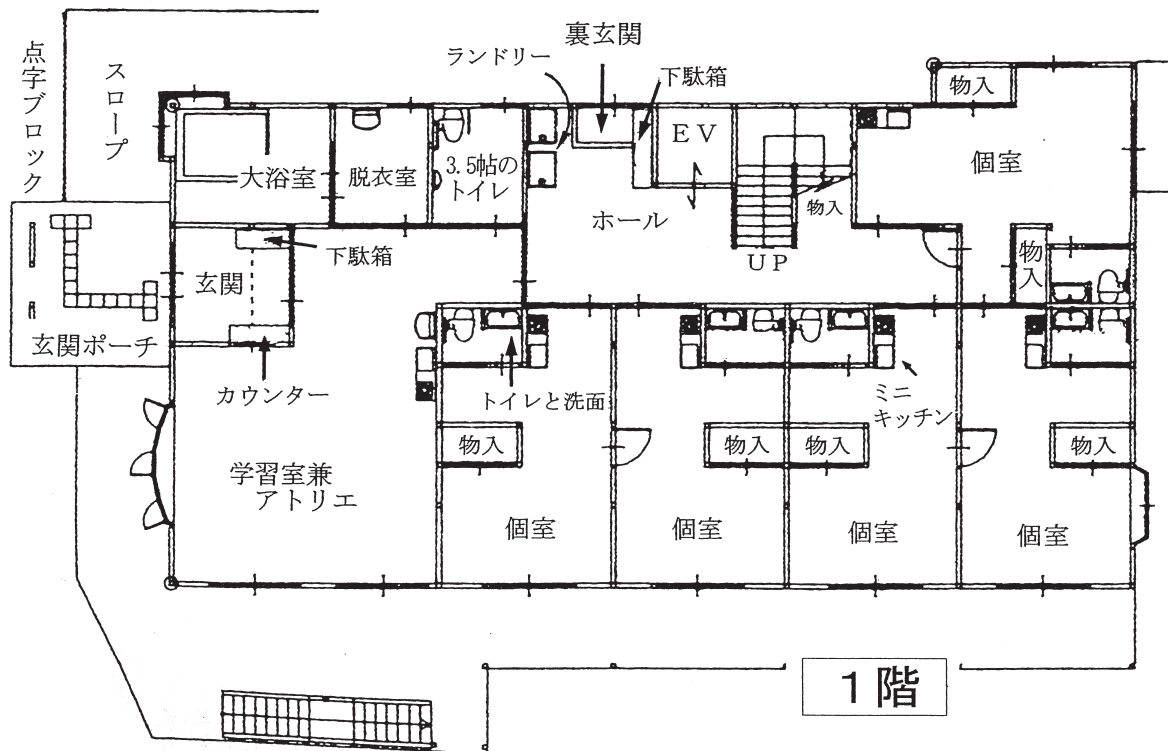 点字ブロック
スロープ
ランドリー
裏玄関
下駄箱
物入
大浴室
脱衣室
3.5帖の
トイレ
EV
個室
ホール
物入
UP
物入
下駄箱
玄関
玄関ポーチ
カウンター
トイレと洗面
ミニ
キッチン
学習室兼
アトリエ
物入
物入
物入
物入
個室
個室
個室
個室
1階